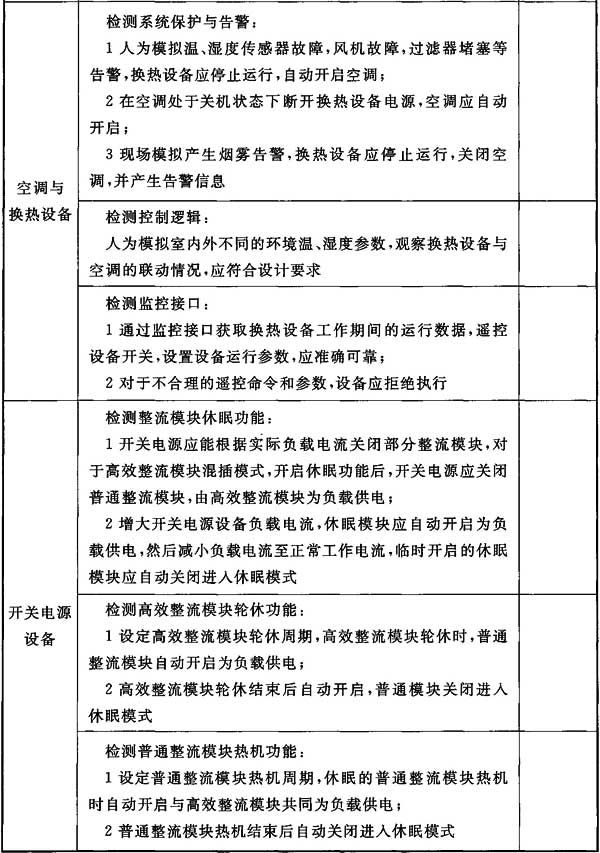 检测系统保护与告警：
1 人为模拟温、湿度传感器故障，风机故障，过滤器堵塞等
告警，换热设备应停止运行，自动开启空调；
2 在空调处于关机状态下断开换热设备电源，空调应自动
开启；
3 现场模拟产生烟雾告警，换热设备应停止运行，关闭空
调，并产生告警信息
空调与
换热设备
检测控制逻辑：
人为模拟室内外不同的环境温、湿度参数，观察换热设备与
空调的联动情况，应符合设计要求
检测监控接口：
1 通过监控接口获取换热设备工作期间的运行数据，遥控
设备开关，设置设备运行参数，应准确可靠；
2 对于不合理的遥控命令和参数，设备应拒绝执行
检测整流模块休眠功能：
1 开关电源应能根据实际负载电流关闭部分整流模块，对
于高效整流模块混插模式，开启休眠功能后，开关电源应关闭
普通整流模块，由高效整流模块为负载供电；
2 增大开关电源设备负载电流，休眠模块应自动开启为负
载供电，然后减小负载电流至正常工作电流，临时开启的休眠
模块应自动关闭进入休眠模式
开关电源
设备
检测高效整流模块轮休功能：
1 设定高效整流模块轮休周期，高效整流模块轮休时，普通
整流模块自动开启为负载供电；
2 高效整流模块轮休结束后自动开启，普通模块关闭进入
休眠模式
检测普通整流模块热机功能：
1 设定普通整流模块热机周期，休眠的普通整流模块热机
时自动开启与高效整流模块共同为负载供电；
2 普通整流模块热机结束后自动关闭进入休眠模式